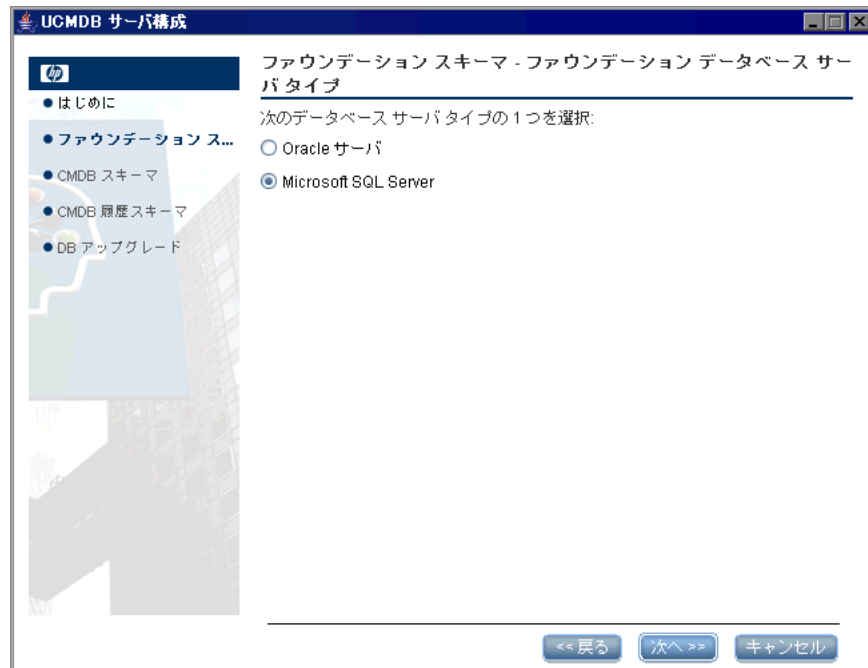 UCMDB サーバ構成
hp
はじめに
ファウンデーション ス...
CMDB スキーマ
CMDB 履歴スキーマ
DB アップグレード
ファウンデーション スキーマ - ファウンデーション データベース サー
バ タイプ
次のデータベース サーバ タイプの 1 つを選択:
Oracle サーバ
Microsoft SQL Server
<< 戻る
次へ >>
キャンセル